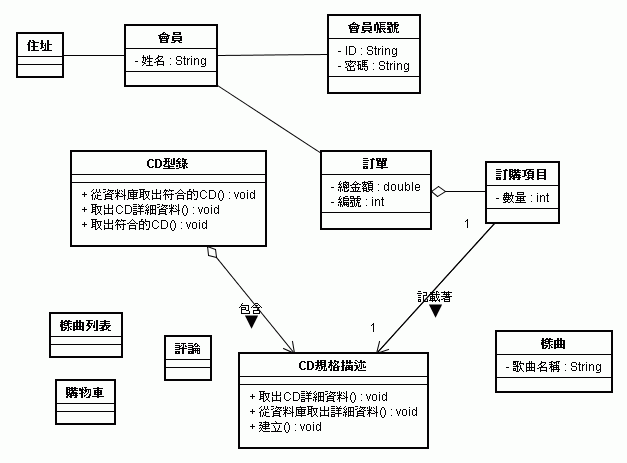 住址
會員
- 姓名 : String
會員帳號
- ID : String
- 密碼 : String
CD型錄
+ 從資料庫取出符合的CD() : void
+ 取出CD詳細資料() : void
+ 取出符合的CD() : void
訂單
- 總金額 : double
- 編號 : int
訂購項目
- 數量 : int
1
包含
記載著
1
樣曲列表
評論
購物車
CD規格描述
+ 取出CD詳細資料() : void
+ 從資料庫取出詳細資料() : void
+ 建立() : void
樣曲
- 歌曲名稱 : String